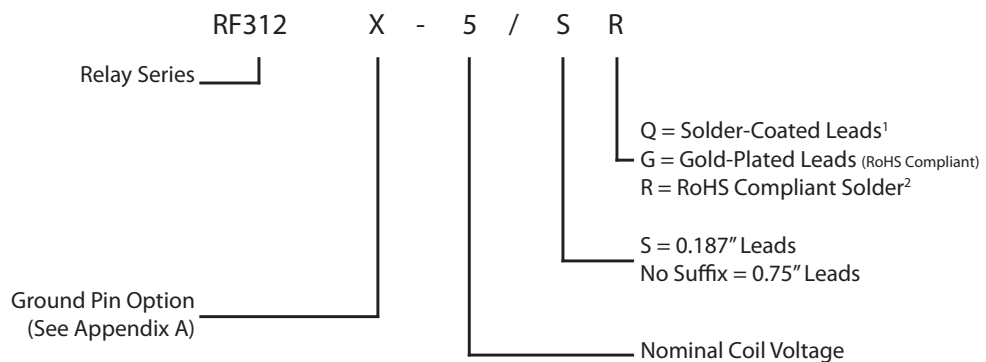 RF312 X - 5 / S R
Relay Series
Q = Solder-Coated Leads¹
G = Gold-Plated Leads (RoHS Compliant)
R = RoHS Compliant Solder²
S = 0.187” Leads
No Suffix = 0.75” Leads
Ground Pin Option
(See Appendix A)
Nominal Coil Voltage